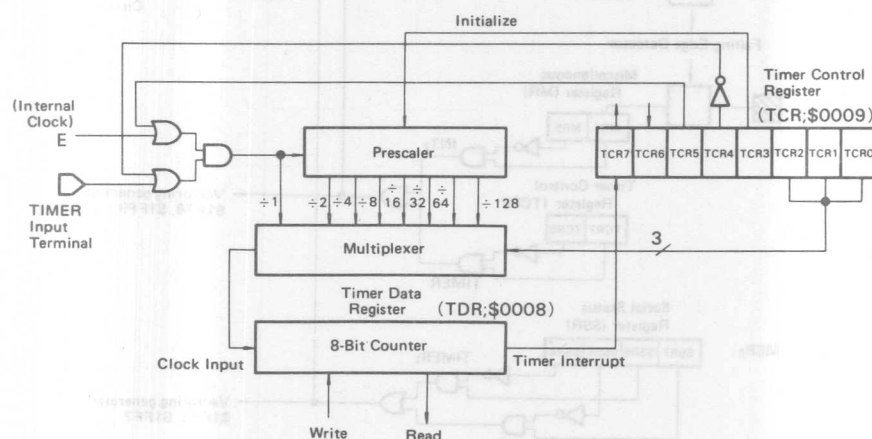 Initialize
(Internal
Clock)
E
TIMER
Input
Terminal
Timer Control
Register
(TCR;$0009)
TCR7 TCR6 TCR5 TCR4 TCR3 TCR2 TCR1 TCR0
Prescaler
÷1 ÷2 ÷4 ÷8 ÷16 ÷32 ÷64 ÷128
Multiplexer
3
Timer Data
Register (TDR;$0008)
8-Bit Counter
Clock Input
Timer Interrupt
Write Read